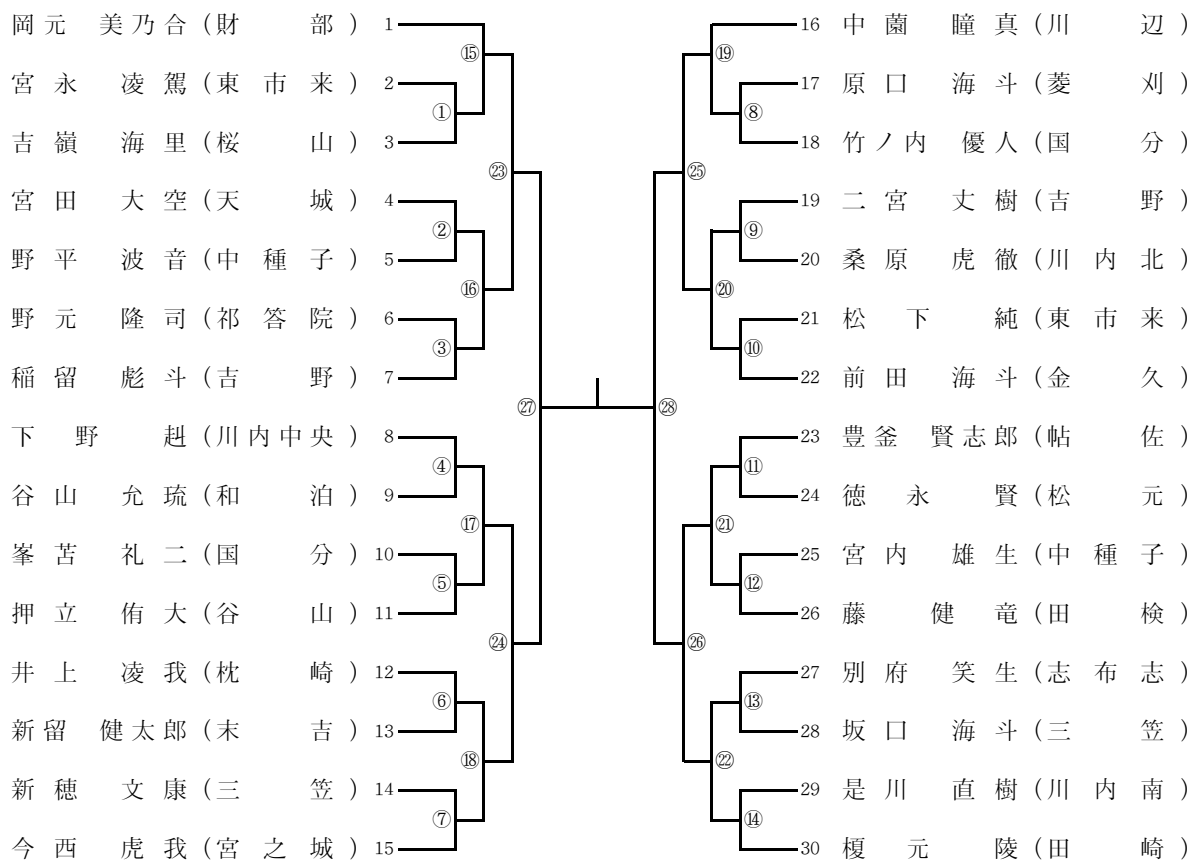 岡元 美乃合(財部) 1
宮永 凌駕(東市来) 2
吉嶺 海里(桜山) 3
宮田 大空(天城) 4
野平 波音(中種子) 5
野元 隆司(祁答院) 6
稲留 彪斗(吉野) 7
下野 赳(川内中央) 8
谷山 允琉(和泊) 9
峯苫 礼二(国分) 10
押立 侑大(谷山) 11
井上 凌我(枕崎) 12
新留 健太郎(末吉) 13
新穂 文康(三笠) 14
今西 虎我(宮之城) 15
⑮
①
㉓
②
⑯
③
㉗
④
⑰
⑤
㉔
⑥
⑱
⑦
⑲
⑧
㉕
⑨
⑳
⑩
㉘
⑪
㉑
⑫
㉖
⑬
㉒
⑭
16 中薗 瞳真(川辺)
17 原口 海斗(菱刈)
18 竹ノ内 優人(国分)
19 二宮 丈樹(吉野)
20 桑原 虎徹(川内北)
21 松下 純(東市来)
22 前田 海斗(金久)
23 豊釜 賢志郎(帖佐)
24 徳永 賢(松元)
25 宮内 雄生(中種子)
26 藤 健竜(田検)
27 別府 笑生(志布志)
28 坂口 海斗(三笠)
29 是川 直樹(川内南)
30 榎元 陵(田崎)